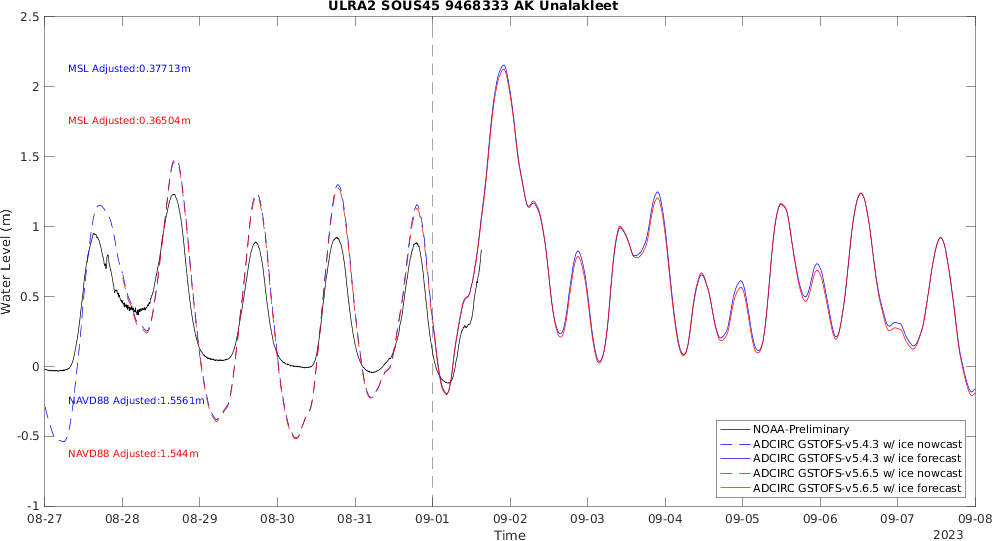 ULRA2 SOUS45 9468333 AK Unalakleet
2.5
2
1.5
1
0.5
0
-0.5
-1
Water Level (m)
MSL Adjusted:0.37713m
MSL Adjusted:0.36504m
NAVD88 Adjusted:1.5561m
NAVD88 Adjusted:1.544m
NOAA-Preliminary
ADCIRC GSTOFS-v5.4.3 w/ ice nowcast
ADCIRC GSTOFS-v5.4.3 w/ ice forecast
ADCIRC GSTOFS-v5.6.5 w/ ice nowcast
ADCIRC GSTOFS-v5.6.5 w/ ice forecast
08-27 08-28 08-29 08-30 08-31 09-01 09-02 09-03 09-04 09-05 09-06 09-07 09-08
Time
2023